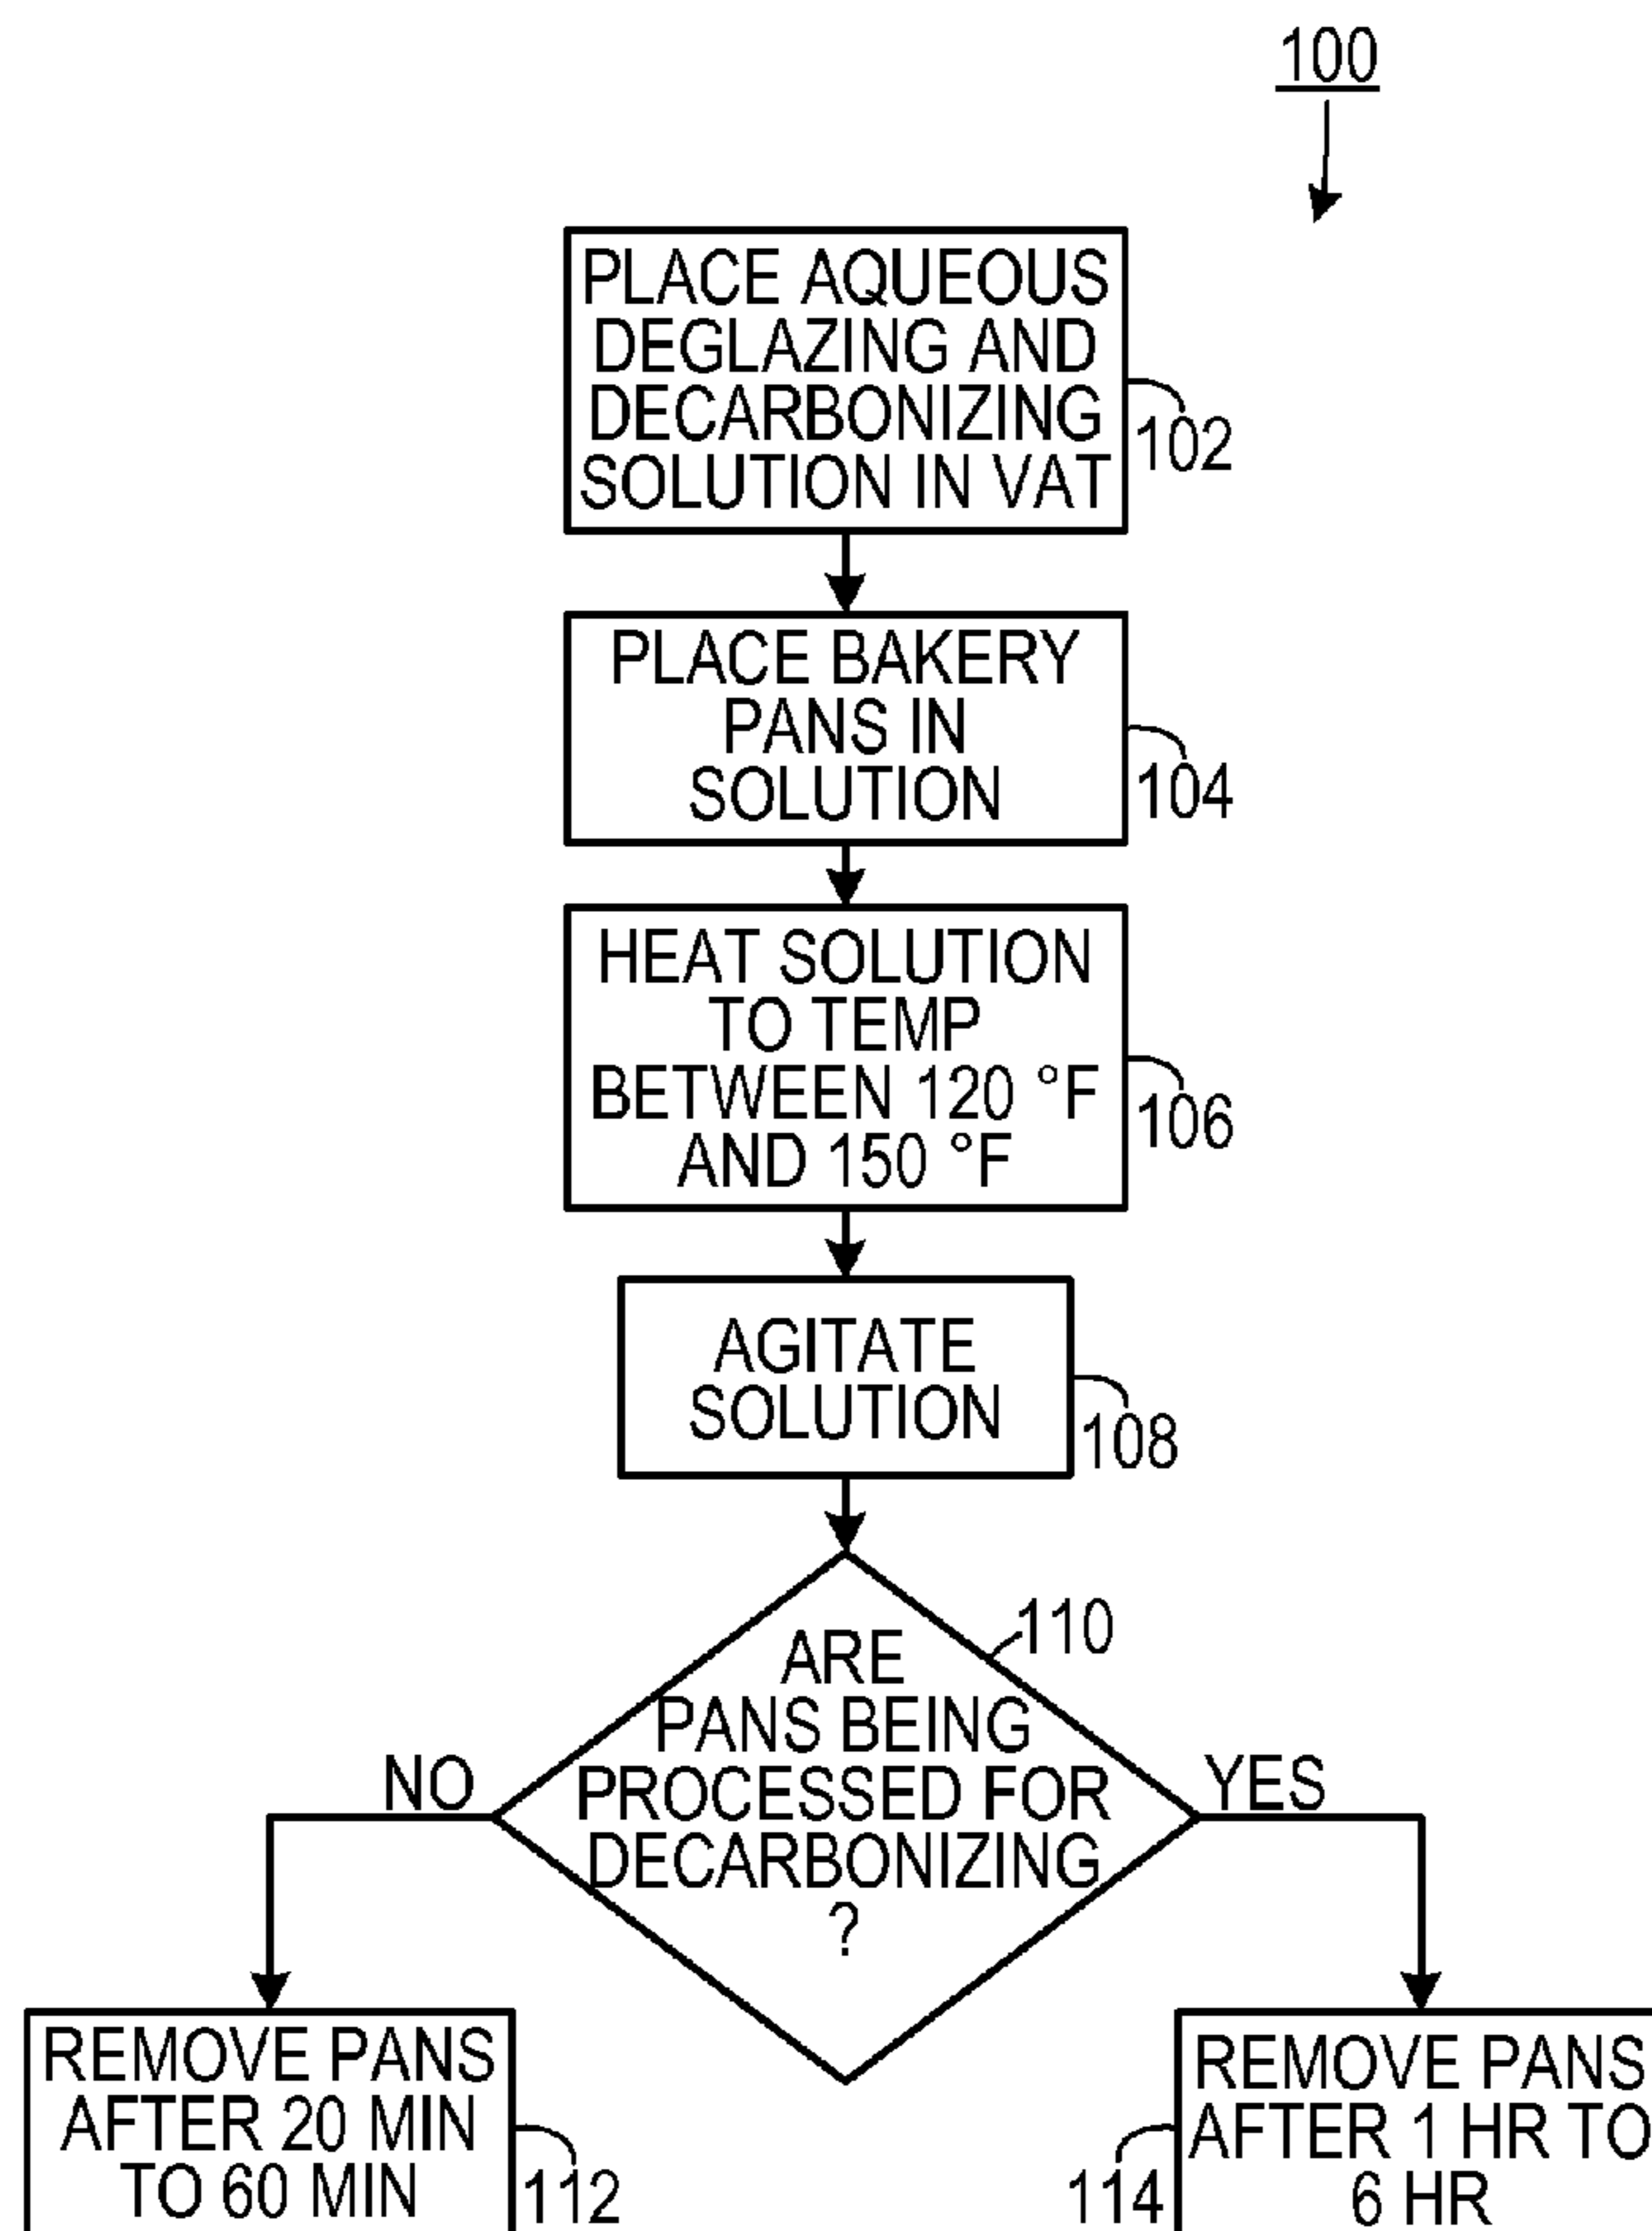 100
PLACE AQUEOUS
DEGLAZING AND
DECARBONIZING
SOLUTION IN VAT
102
PLACE BAKERY
PANS IN
SOLUTION
104
HEAT SOLUTION
TO TEMP
BETWEEN 120 °F
AND 150 °F
106
AGITATE
SOLUTION
108
110
ARE
PANS BEING
PROCESSED FOR
DECARBONIZING
?
NO
YES
REMOVE PANS
AFTER 20 MIN
TO 60 MIN
112
REMOVE PANS
AFTER 1 HR TO
6 HR
114